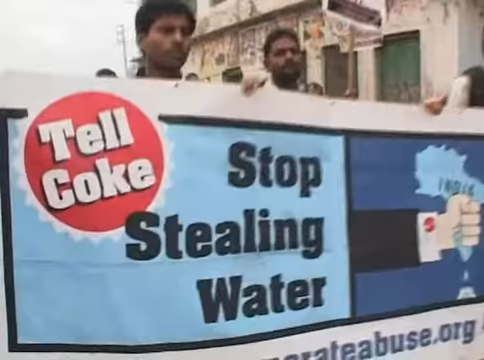 Tell
Coke
Stop
Stealing
Water
INDIA
orateabuse.org